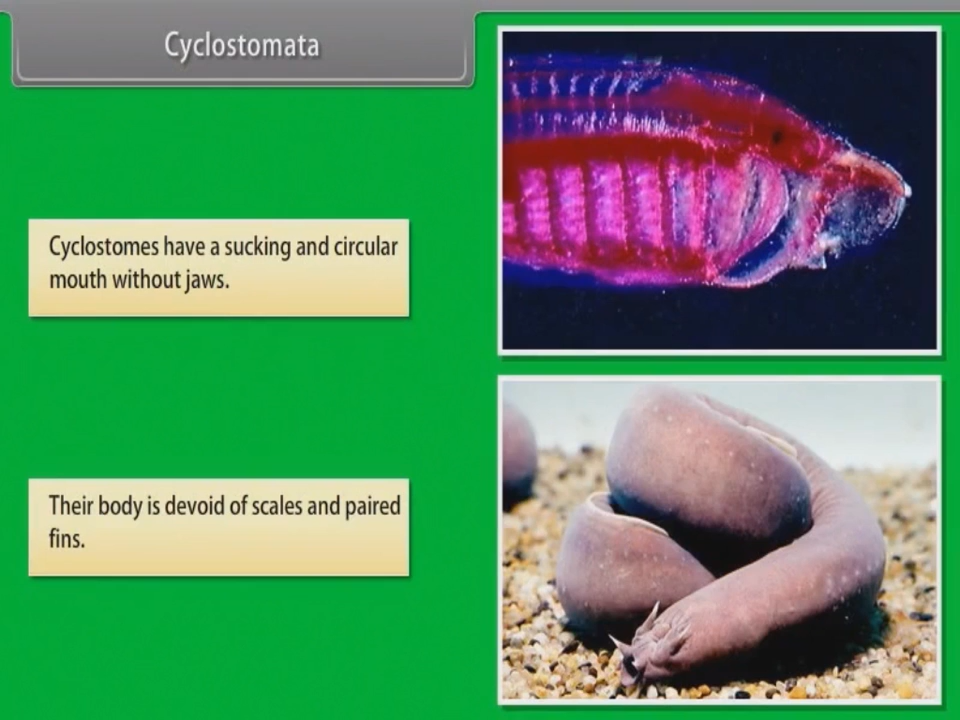 Cyclostomata
Cyclostomes have a sucking and circular
mouth without jaws.
Their body is devoid of scales and paired
fins.